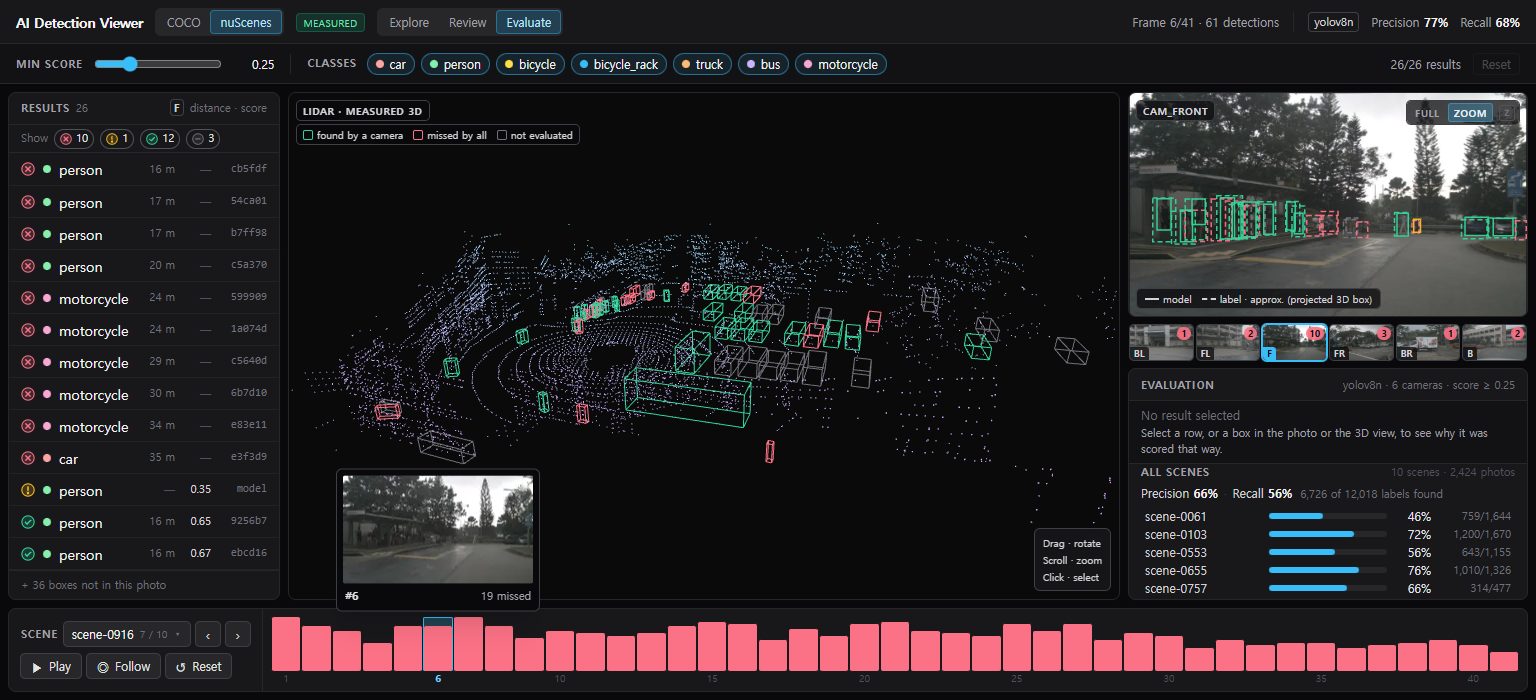 AI Detection Viewer COCO nuScenes MEASURED Explore Review Evaluate Frame 6/41 · 61 detections yolov8n Precision 77% Recall 68%
MIN SCORE 0.25 CLASSES car person bicycle bicycle_rack truck bus motorcycle 26/26 results Reset
RESULTS 26 F distance · score
Show 10 1 12 3
person 16 m — cb5fdf
person 17 m — 54ca01
person 17 m — b7ff98
person 20 m — c5a370
motorcycle 24 m — 599909
motorcycle 24 m — 1a074d
motorcycle 29 m — c5640d
motorcycle 30 m — 6b7d10
motorcycle 34 m — e83e11
car 35 m — e3f3d9
person — 0.35 model
person 16 m 0.65 9256b7
person 16 m 0.67 ebcd16
+ 36 boxes not in this photo
LIDAR · MEASURED 3D
found by a camera missed by all not evaluated
#6 19 missed
Drag · rotate
Scroll · zoom
Click · select
CAM_FRONT FULL ZOOM Z
model label · approx. (projected 3D box)
1 2 10 3 1 2
BL FL F FR BR B
EVALUATION yolov8n · 6 cameras · score ≥ 0.25
No result selected
Select a row, or a box in the photo or the 3D view, to see why it was
scored that way.
ALL SCENES 10 scenes · 2,424 photos
Precision 66% · Recall 56% 6,726 of 12,018 labels found
scene-0061 46% 759/1,644
scene-0103 72% 1,200/1,670
scene-0553 56% 643/1,155
scene-0655 76% 1,010/1,326
scene-0757 66% 314/477
SCENE scene-0916 7 / 10 ‹ ›
Play Follow Reset
1 6 10 15 20 25 30 35 40